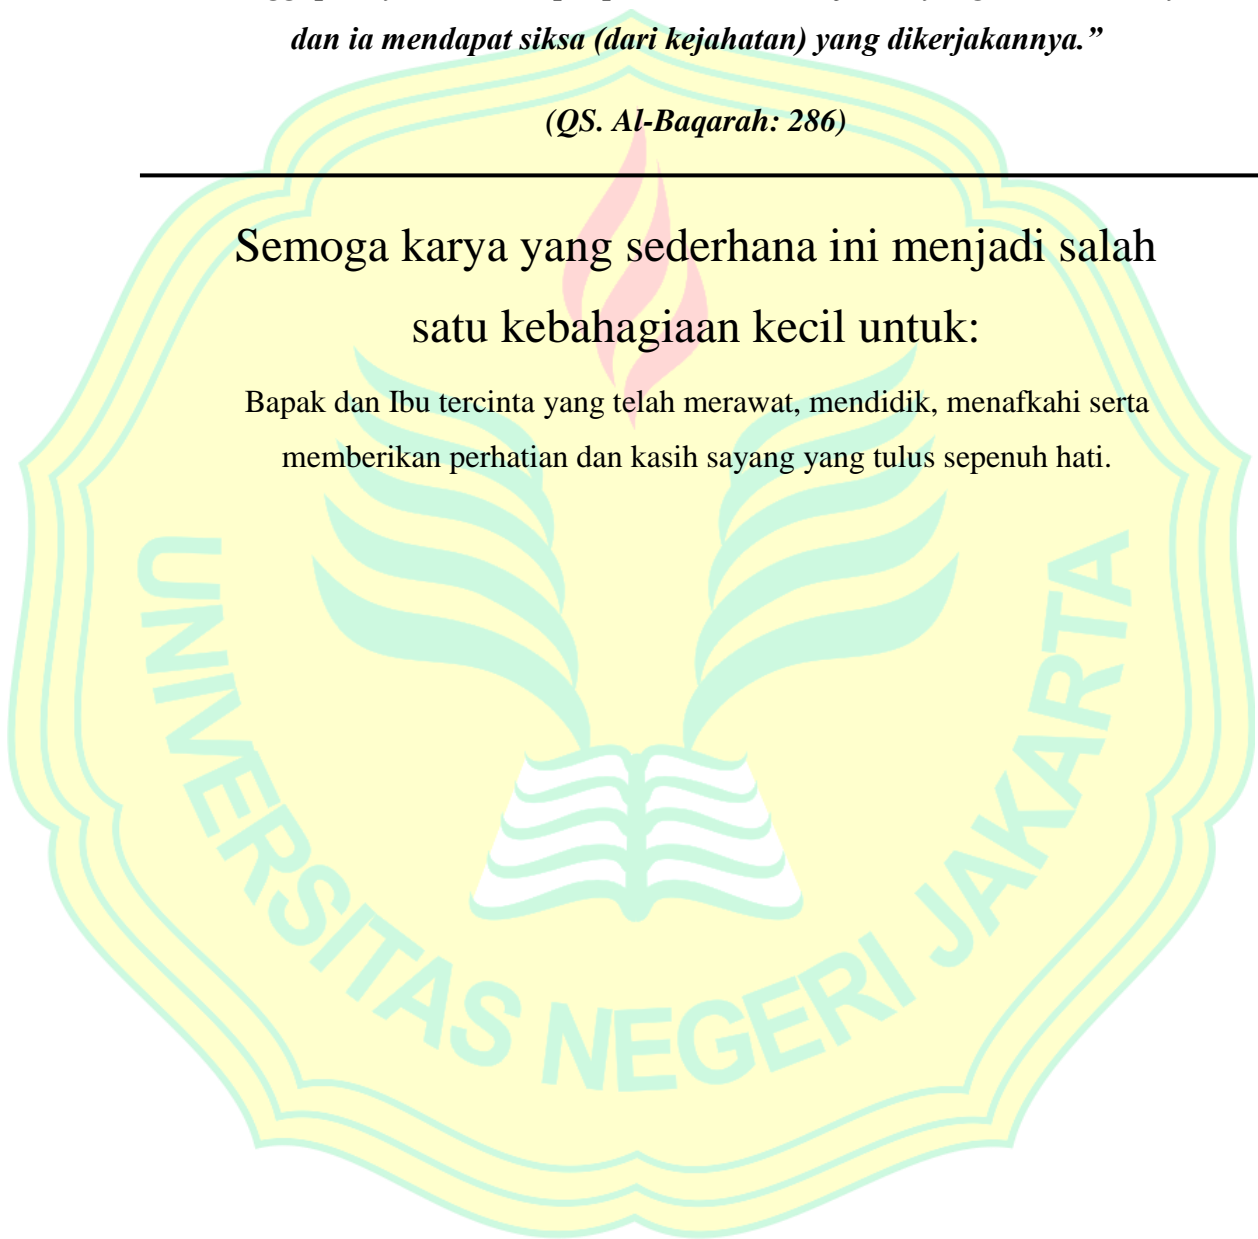 dan ia mendapat siksa (dari kejahatan) yang dikerjakannya.”
(QS. Al-Baqarah: 286)
Semoga karya yang sederhana ini menjadi salah
satu kebahagiaan kecil untuk:
Bapak dan Ibu tercinta yang telah merawat, mendidik, menafkahi serta
memberikan perhatian dan kasih sayang yang tulus sepenuh hati.
UNIVERSITAS NEGERI JAKARTA